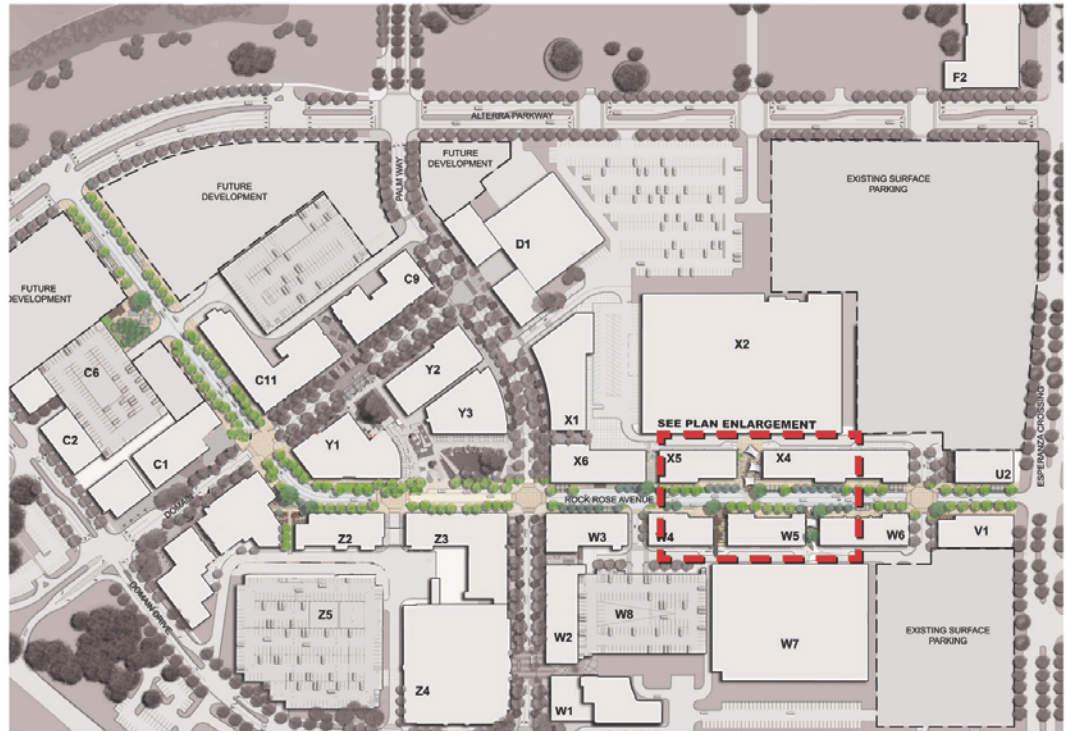 F2
ALTERRA PARKWAY
FUTURE
DEVELOPMENT
PALM WAY
FUTURE
DEVELOPMENT
EXISTING SURFACE
PARKING
D1
C9
FUTURE
DEVELOPMENT
X2
C6
C11
Y2
Y3
X1
ESPERANZA CROSSING
SEE PLAN ENLARGEMENT
C2
C1
Y1
X6
X5
X4
U2
DOMAIN
ROCK ROSE AVENUE
Z2
Z3
W3
W4
W5
W6
V1
DOMAIN DRIVE
Z5
W8
W2
W7
EXISTING SURFACE
PARKING
Z4
W1